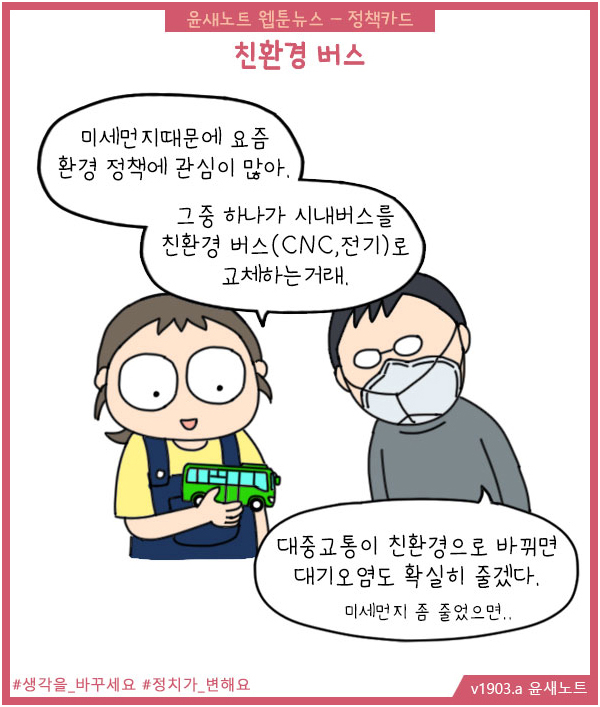 윤새노트 웹툰뉴스 - 정책카드
친환경 버스
미세먼지때문에 요즘
환경 정책에 관심이 많아.
그중 하나가 시내버스를
친환경 버스(CNC,전기)로
고체하는거래.
대중교통이 친환경으로 바뀌면
대기오염도 확실히 줄겠다.
미세먼지 좀 줄었으면..
#생각을_바꾸세요 #정치가_변해요
v1903.a 윤새노트